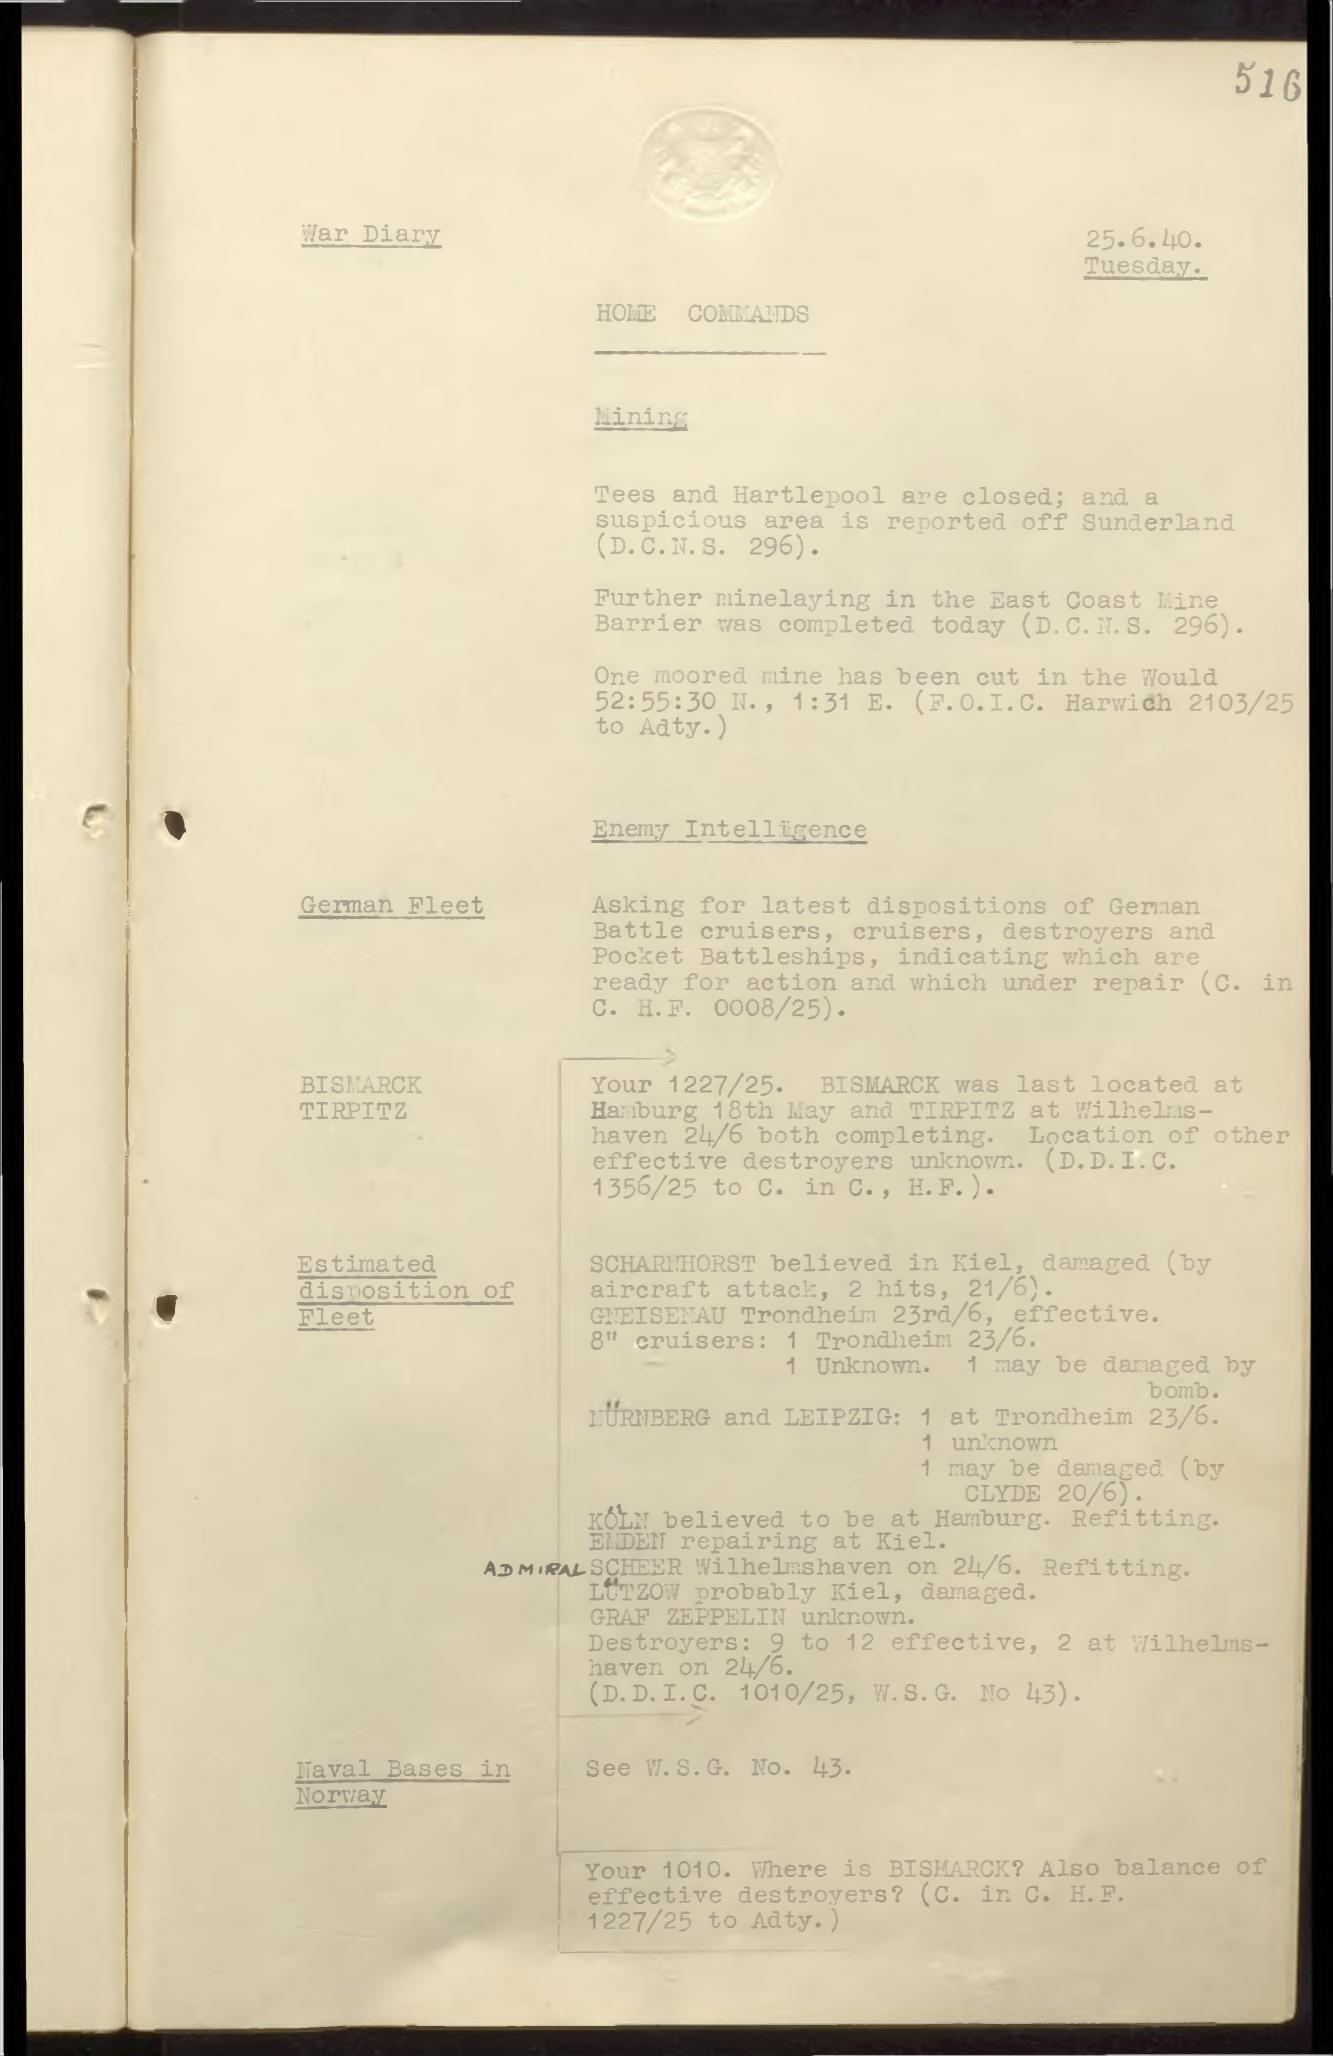 516
War Diary
25.6.40.
Tuesday.
HOME COMMANDS
Mining
Tees and Hartlepool are closed; and a
suspicious area is reported off Sunderland
(D.C.N.S. 296).
Further minelaying in the East Coast Mine
Barrier was completed today (D.C.N.S. 296).
One moored mine has been cut in the Would
52:55:30 N., 1:31 E. (F.O.I.C. Harwich 2103/25
to Adty.)
Enemy Intelligence
German Fleet
Asking for latest dispositions of German
Battle cruisers, cruisers, destroyers and
Pocket Battleships, indicating which are
ready for action and which under repair (C. in
C. H.F. 0008/25).
BISMARCK
TIRPITZ
Your 1227/25. BISMARCK was last located at
Hamburg 18th May and TIRPITZ at Wilhelms-
haven 24/6 both completing. Location of other
effective destroyers unknown. (D.D.I.C.
1356/25 to C. in C., H.F.).
Estimated
disposition of
Fleet
SCHARNHORST believed in Kiel, damaged (by
aircraft attack, 2 hits, 21/6).
GNEISENAU Trondheim 23rd/6, effective.
8" cruisers: 1 Trondheim 23/6.
1 Unknown. 1 may be damaged by
bomb.
NÜRNBERG and LEIPZIG: 1 at Trondheim 23/6.
1 unknown
1 may be damaged (by
CLYDE 20/6).
KÖLN believed to be at Hamburg. Refitting.
EMDEN repairing at Kiel.
ADMIRAL SCHEER Wilhelmshaven on 24/6. Refitting.
LÜTZOW probably Kiel, damaged.
GRAF ZEPPELIN unknown.
Destroyers: 9 to 12 effective, 2 at Wilhelms-
haven on 24/6.
(D.D.I.C. 1010/25, W.S.G. No 43).
Naval Bases in
Norway
See W.S.G. No. 43.
Your 1010. Where is BISMARCK? Also balance of
effective destroyers? (C. in C. H.F.
1227/25 to Adty.)